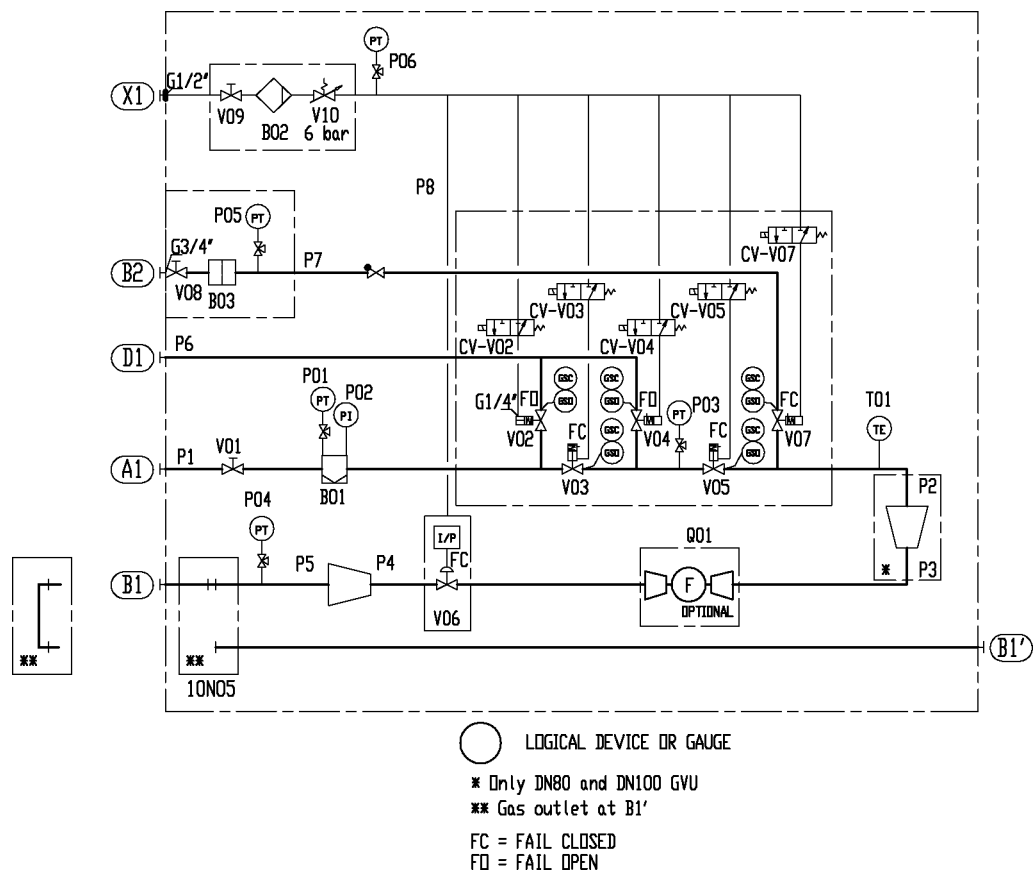 PT
P06
X1
G1/2"
V09
B02
V10
6 bar
P8
P05
PT
G3/4"
P7
B2
V08
B03
CV-V07
CV-V03
CV-V05
CV-V02
CV-V04
P6
D1
P01
P02
PT
PI
GSC
GSO
GSC
GSO
GSC
GSO
GSC
GSO
GSC
GSO
G1/4"
FO
FO
FC
V02
V04
V07
P03
PT
T01
TE
FC
FC
P1
V01
A1
B01
V03
V05
P04
PT
P2
P3
*
I/P
FC
Q01
P5
P4
B1
F
OPTIONAL
V06
**
**
B1'
10N05
LOGICAL DEVICE OR GAUGE
* Only DN80 and DN100 GVU
** Gas outlet at B1'
FC = FAIL CLOSED
FO = FAIL OPEN